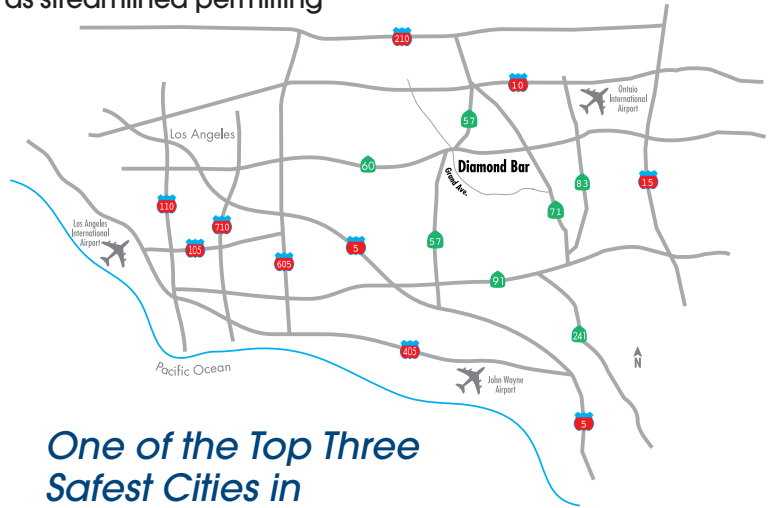 as streamlined permitting
210
10
Ontaio
International
Airport
57
Los Angeles
60
Diamond Bar
Grand Ave.
83
15
110
71
710
Los Angeles
International
Airport
105
5
57
605
91
241
405
N
Pacific Ocean
John Wayne
Airport
5
One of the Top Three
Safest Cities in